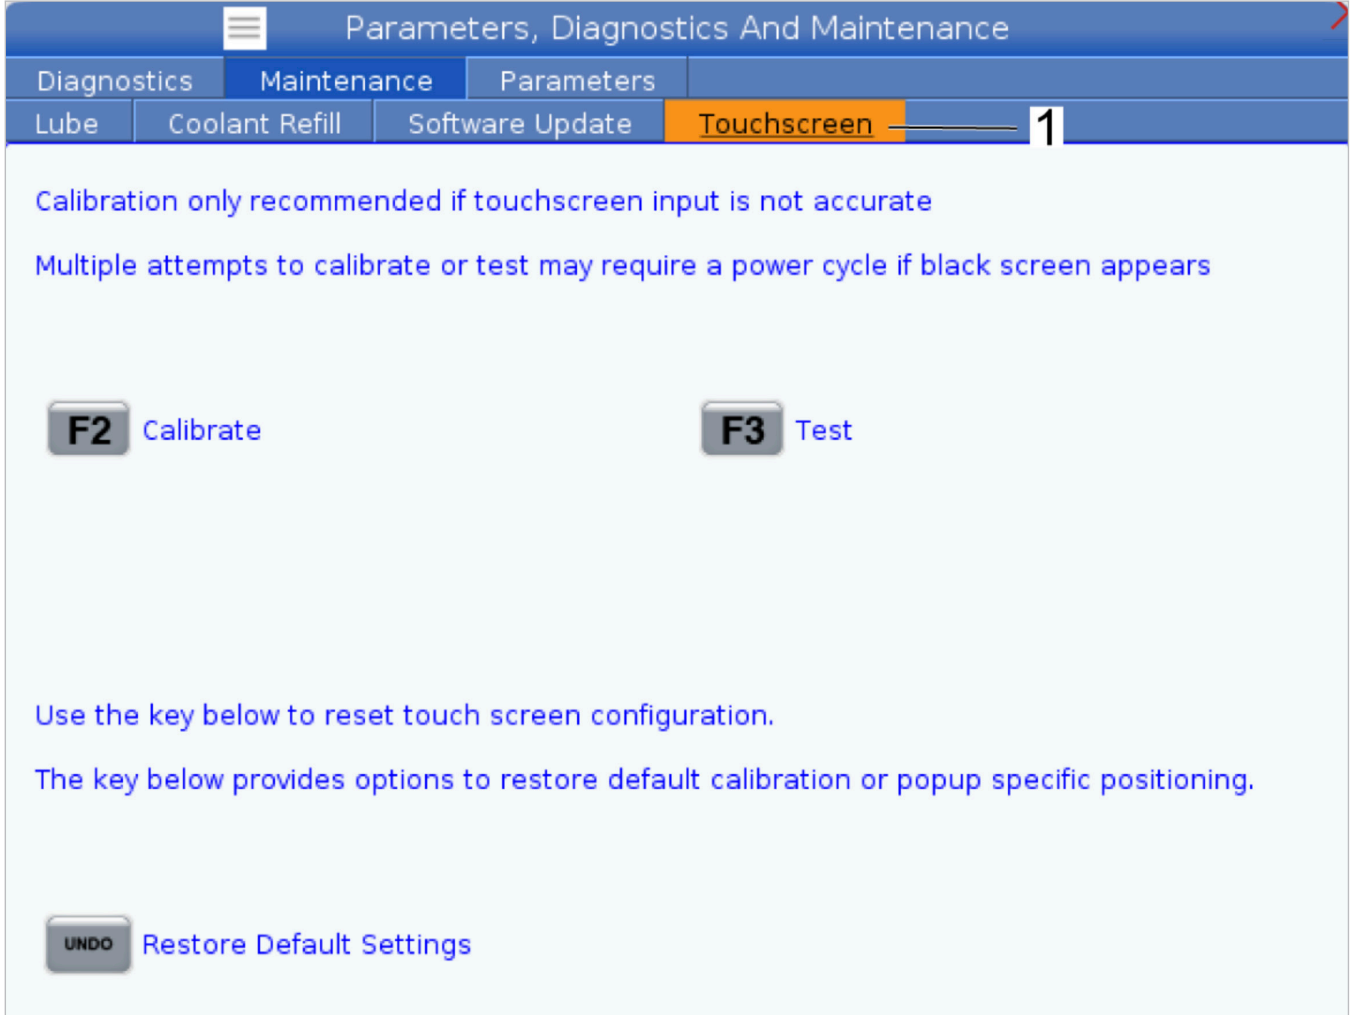 Parameters, Diagnostics And Maintenance
Diagnostics Maintenance Parameters
Lube Coolant Refill Software Update Touchscreen 1
Calibration only recommended if touchscreen input is not accurate
Multiple attempts to calibrate or test may require a power cycle if black screen appears
F2 Calibrate F3 Test
Use the key below to reset touch screen configuration.
The key below provides options to restore default calibration or popup specific positioning.
UNDO Restore Default Settings